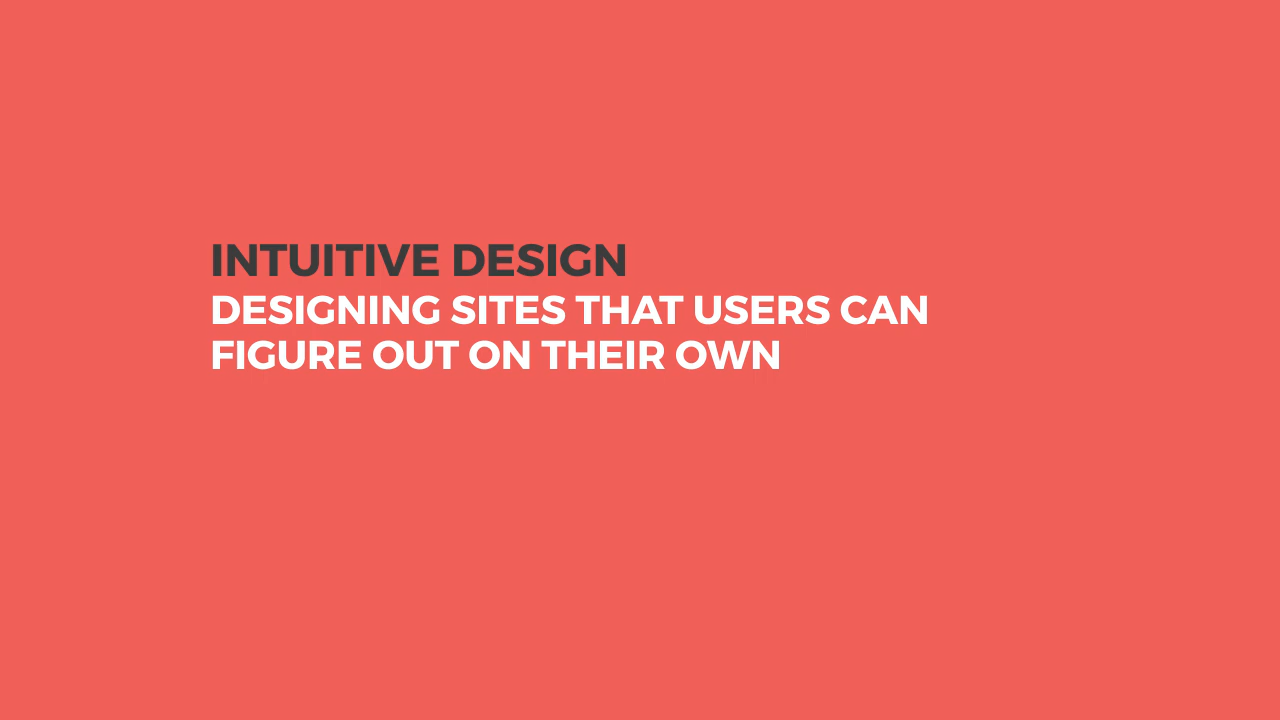 INTUITIVE DESIGN
DESIGNING SITES THAT USERS CAN
FIGURE OUT ON THEIR OWN